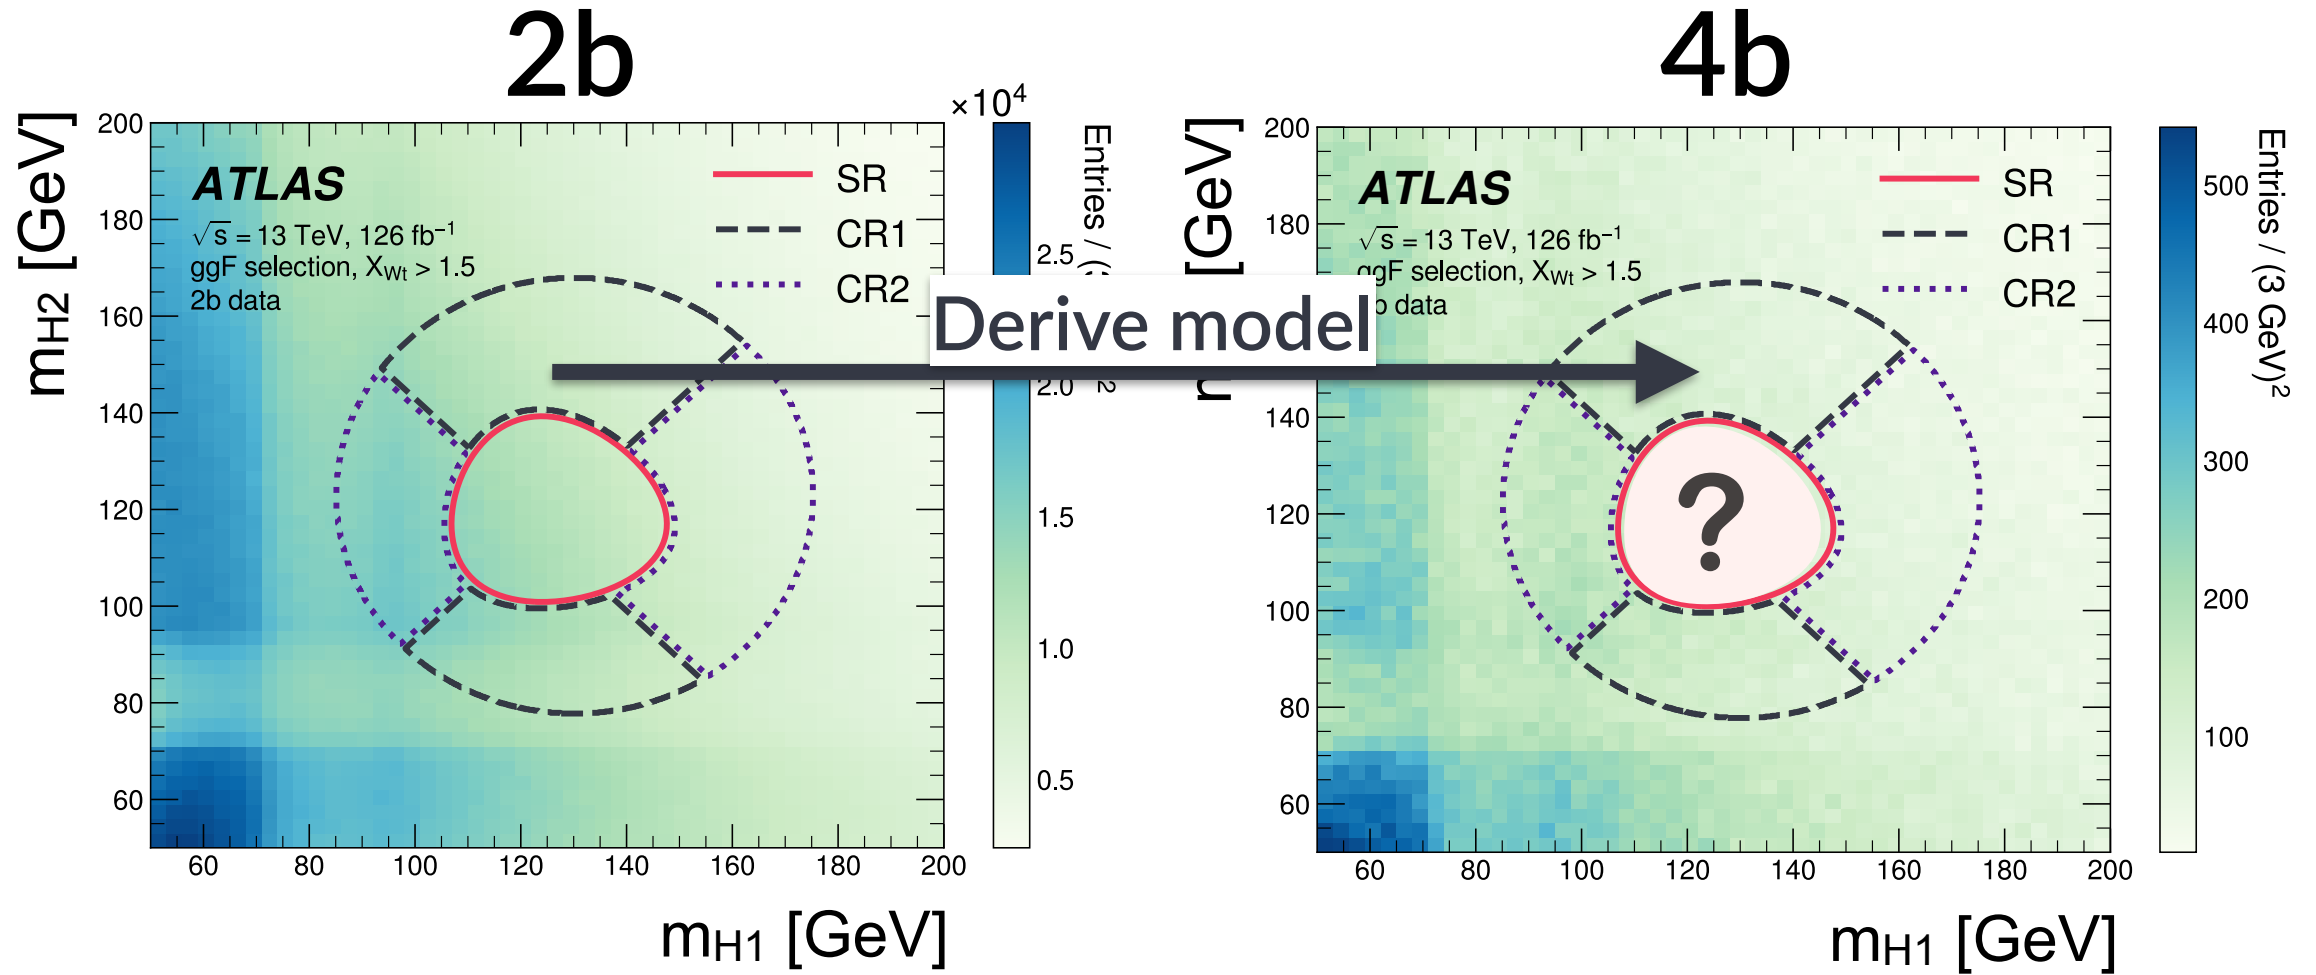 2b
×10⁴
m_H2 [GeV]
200
180
160
140
120
100
80
60
ATLAS
√s = 13 TeV, 126 fb⁻¹
ggF selection, X_Wt > 1.5
2b data
SR
CR1
CR2
60
80
100
120
140
160
180
200
m_H1 [GeV]
2.5
2.0
1.5
1.0
0.5
Entries / (
2
Derive model
4b
[GeV]
200
180
140
120
100
80
60
ATLAS
√s = 13 TeV, 126 fb⁻¹
ggF selection, X_Wt > 1.5
b data
SR
CR1
CR2
?
60
80
100
120
140
160
180
200
m_H1 [GeV]
500
400
300
200
100
Entries / (3 GeV)²